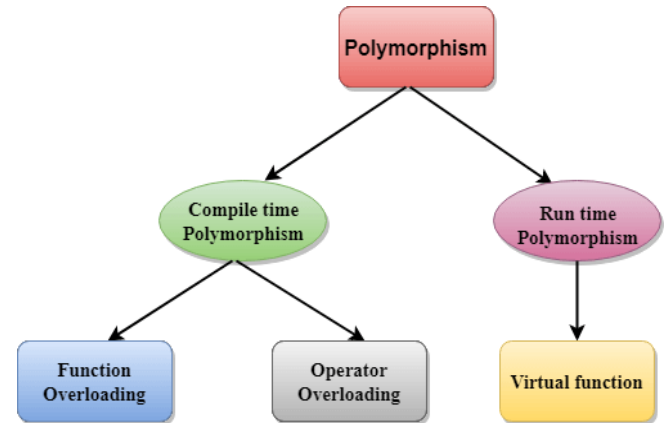 Polymorphism
Compile time
Polymorphism
Run time
Polymorphism
Function
Overloading
Operator
Overloading
Virtual function